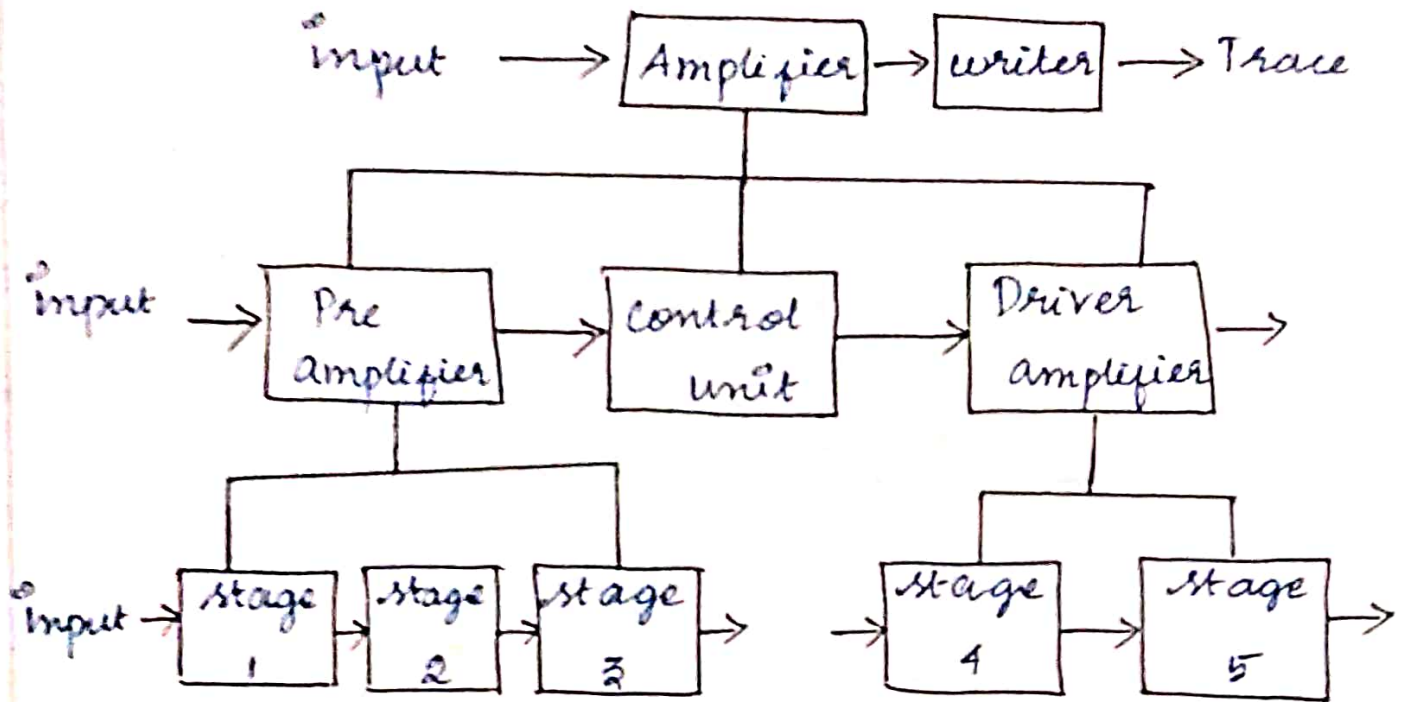 input Amplifier writer Trace
input Pre amplifier control unit Driver amplifier
input stage 1 stage 2 stage 3 stage 4 stage 5